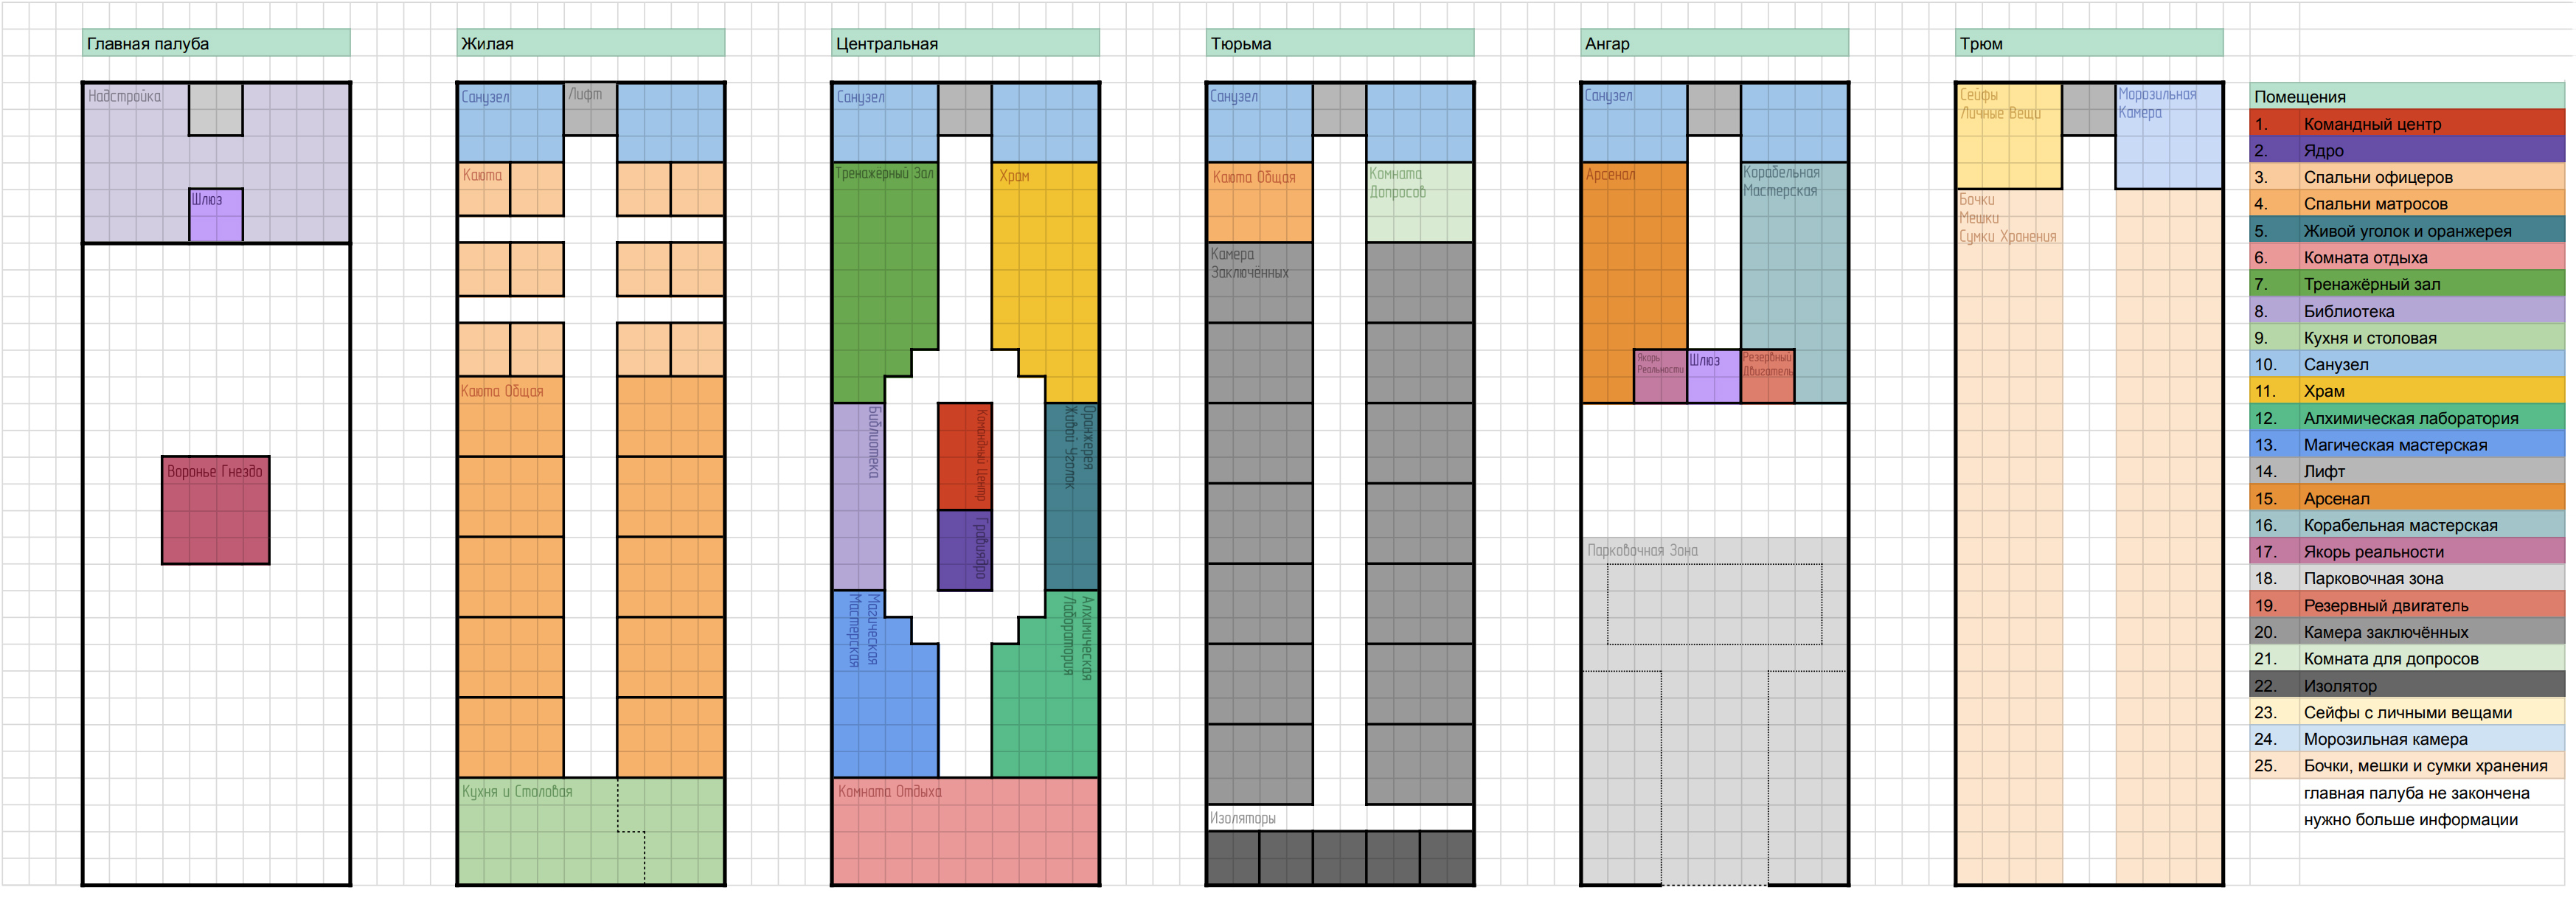 Главная палуба
Жилая
Центральная
Тюрьма
Ангар
Трюм
Надстройка
Шлюз
Воронье Гнездо
Санузел
Лифт
Каюта
Каюта Общая
Кухня и Столовая
Санузел
Тренажёрный Зал
Храм
Библиотека
Командный Центр
Гравиядро
Оранжерея
Живой Уголок
Магическая
Мастерская
Алхимическая
Лаборатория
Комната Отдыха
Санузел
Каюта Общая
Комната
Допросов
Камера
Заключённых
Изоляторы
Санузел
Арсенал
Корабельная
Мастерская
Якорь
Реальности
Шлюз
Резервный
Двигатель
Парковочная Зона
Сейфы
Личные Вещи
Морозильная
Камера
Бочки
Мешки
Сумки Хранения
Помещения
1. Командный центр
2. Ядро
3. Спальни офицеров
4. Спальни матросов
5. Живой уголок и оранжерея
6. Комната отдыха
7. Тренажёрный зал
8. Библиотека
9. Кухня и столовая
10. Санузел
11. Храм
12. Алхимическая лаборатория
13. Магическая мастерская
14. Лифт
15. Арсенал
16. Корабельная мастерская
17. Якорь реальности
18. Парковочная зона
19. Резервный двигатель
20. Камера заключённых
21. Комната для допросов
22. Изолятор
23. Сейфы с личными вещами
24. Морозильная камера
25. Бочки, мешки и сумки хранения
главная палуба не закончена
нужно больше информации